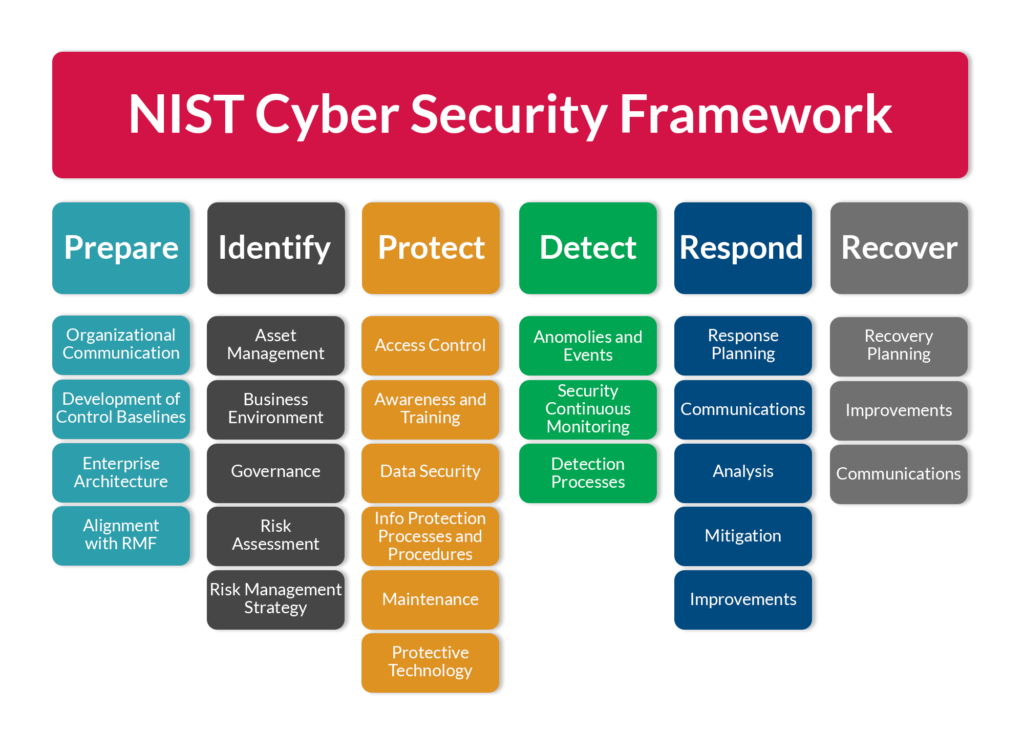 NIST Cyber Security Framework
Prepare
Organizational
Communication
Development of
Control Baselines
Enterprise
Architecture
Alignment
with RMF
Identify
Asset
Management
Business
Environment
Governance
Risk
Assessment
Risk Management
Strategy
Protect
Access Control
Awareness and
Training
Data Security
Info Protection
Processes and
Procedures
Maintenance
Protective
Technology
Detect
Anomolies and
Events
Security
Continuous
Monitoring
Detection
Processes
Respond
Response
Planning
Communications
Analysis
Mitigation
Improvements
Recover
Recovery
Planning
Improvements
Communications